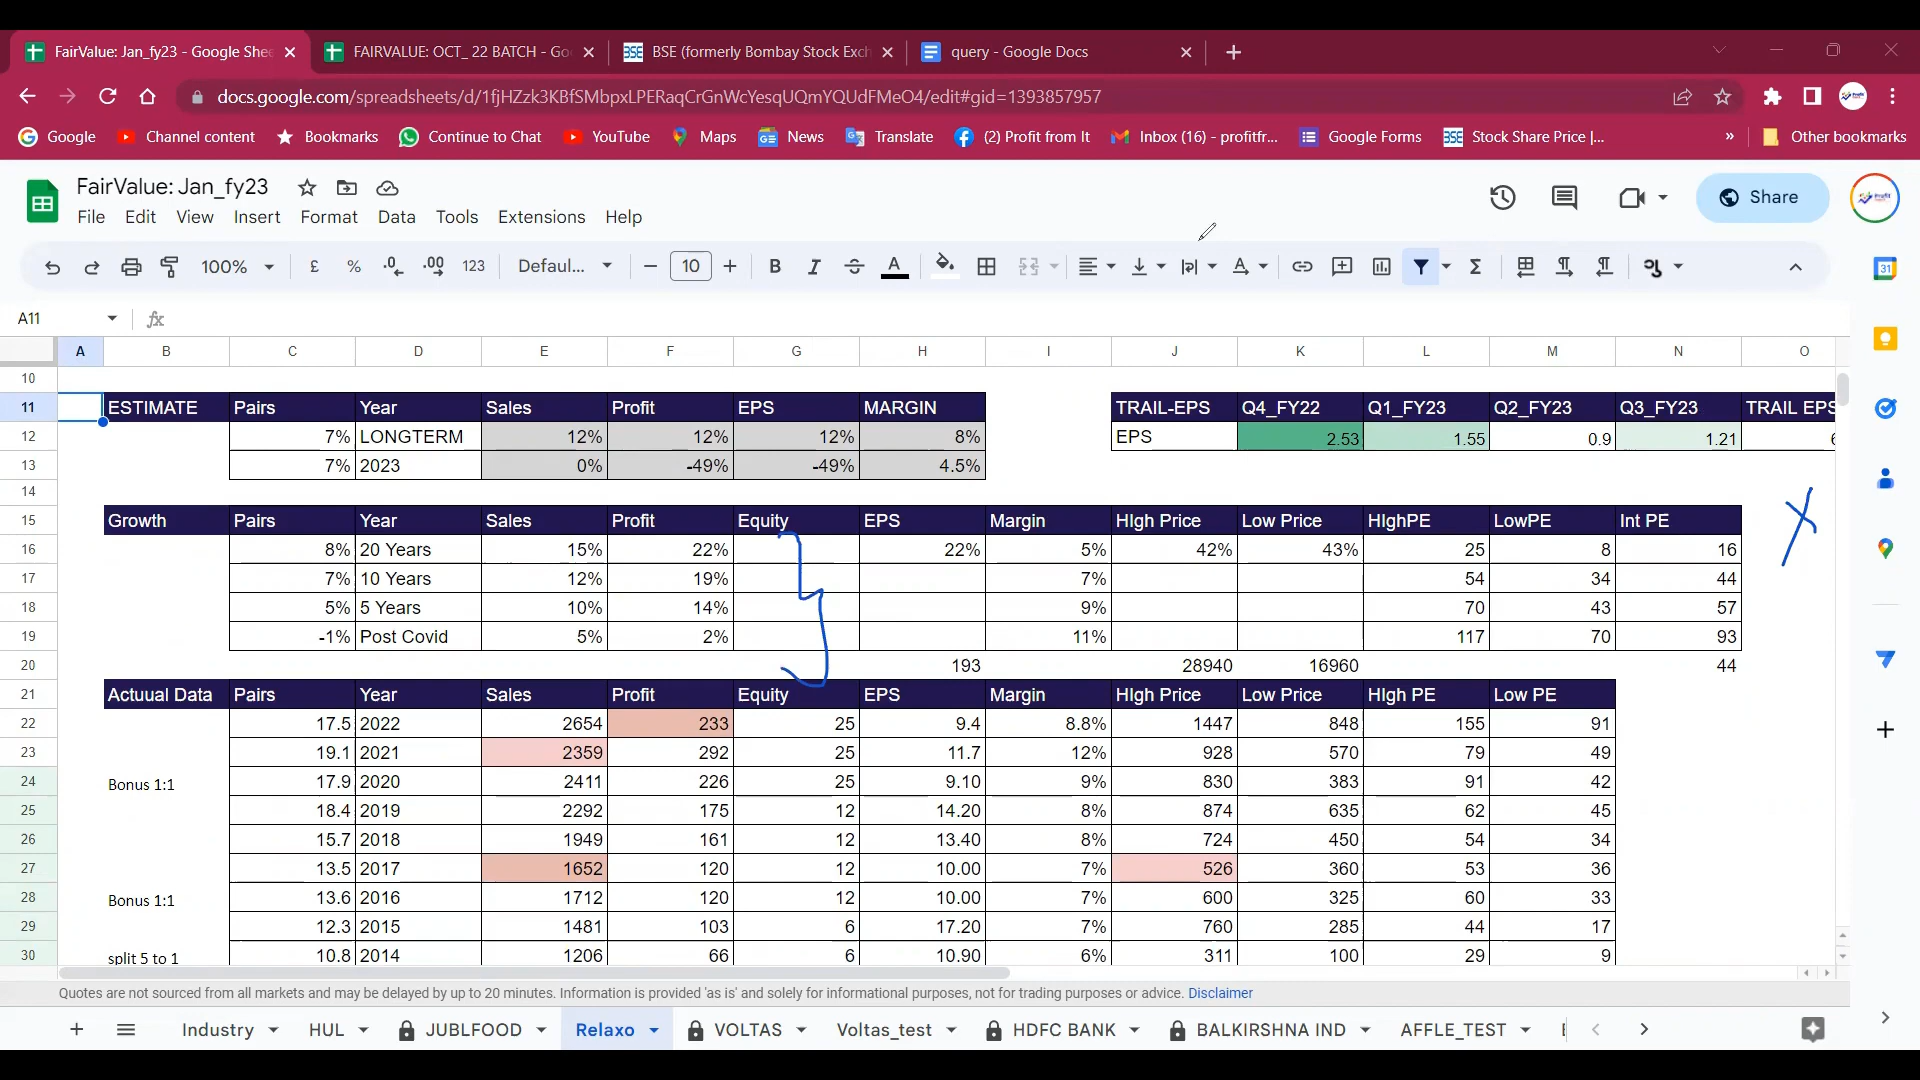 FairValue: Jan_fy23 - Google Shee
FAIRVALUE: OCT_ 22 BATCH - Go
BSE (formerly Bombay Stock Exch
query - Google Docs
docs.google.com/spreadsheets/d/1fjHZzk3KBfSMbpxLPERaqCrGnWcYesqUQmYQUdFMeO4/edit#gid=1393857957
Google Channel content Bookmarks Continue to Chat YouTube Maps News Translate (2) Profit from It Inbox (16) - profitfr... Google Forms Stock Share Price |... » Other bookmarks
FairValue: Jan_fy23
File Edit View Insert Format Data Tools Extensions Help
Share
100% £ % .0 .00 123 Defaul... 10 B I A
A11 fx
A B C D E F G H I J K L M N O
10
11 ESTIMATE Pairs Year Sales Profit EPS MARGIN TRAIL-EPS Q4_FY22 Q1_FY23 Q2_FY23 Q3_FY23 TRAIL EPS
12 7% LONGTERM 12% 12% 12% 8% EPS 2.53 1.55 0.9 1.21
13 7% 2023 0% -49% -49% 4.5%
14
15 Growth Pairs Year Sales Profit Equity EPS Margin HIgh Price Low Price HIghPE LowPE Int PE
16 8% 20 Years 15% 22% 22% 5% 42% 43% 25 8 16
17 7% 10 Years 12% 19% 7% 54 34 44
18 5% 5 Years 10% 14% 9% 70 43 57
19 -1% Post Covid 5% 2% 11% 117 70 93
20 193 28940 16960 44
21 Actuual Data Pairs Year Sales Profit Equity EPS Margin HIgh Price Low Price HIgh PE Low PE
22 17.5 2022 2654 233 25 9.4 8.8% 1447 848 155 91
23 19.1 2021 2359 292 25 11.7 12% 928 570 79 49
24 Bonus 1:1 17.9 2020 2411 226 25 9.10 9% 830 383 91 42
25 18.4 2019 2292 175 12 14.20 8% 874 635 62 45
26 15.7 2018 1949 161 12 13.40 8% 724 450 54 34
27 13.5 2017 1652 120 12 10.00 7% 526 360 53 36
28 Bonus 1:1 13.6 2016 1712 120 12 10.00 7% 600 325 60 33
29 12.3 2015 1481 103 6 17.20 7% 760 285 44 17
30 split 5 to 1 10.8 2014 1206 66 6 10.90 6% 311 100 29 9
Quotes are not sourced from all markets and may be delayed by up to 20 minutes. Information is provided 'as is' and solely for informational purposes, not for trading purposes or advice. Disclaimer
Industry HUL JUBLFOOD Relaxo VOLTAS Voltas_test HDFC BANK BALKIRSHNA IND AFFLE_TEST